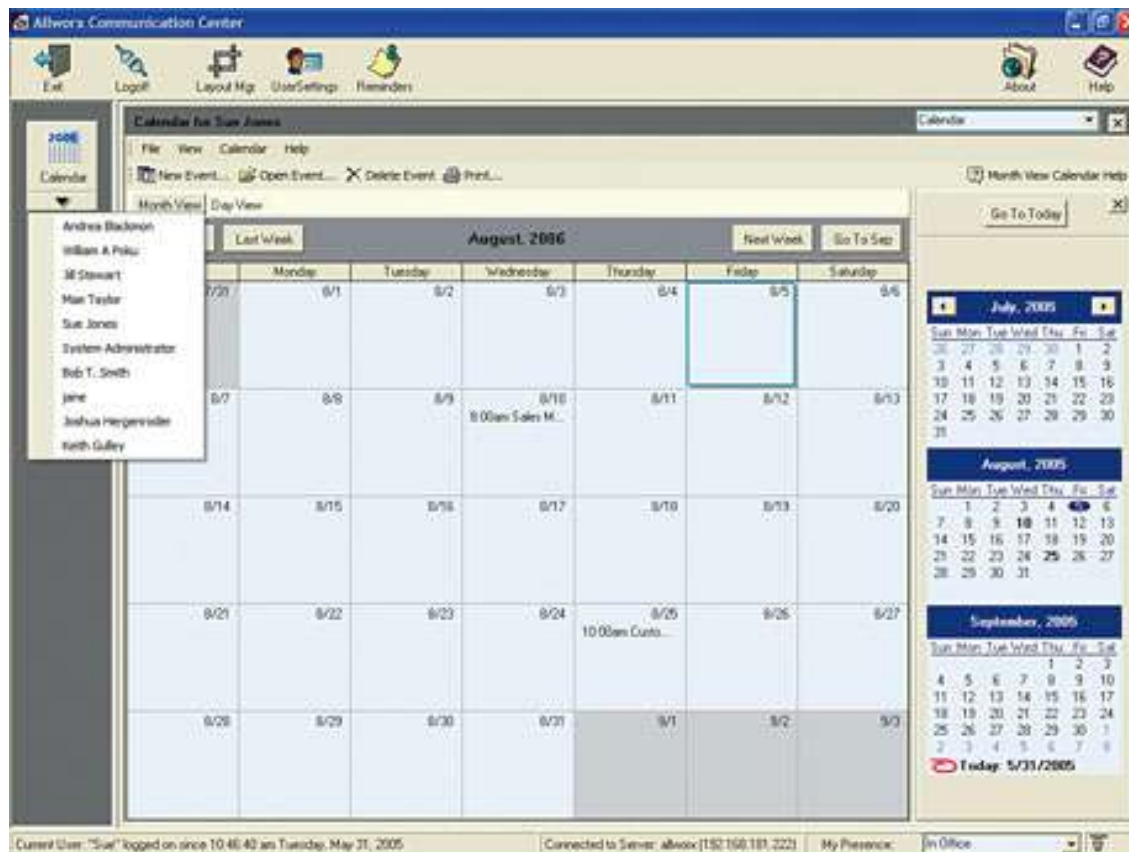 Allworx Communication Center
Exit Logoff Layout Mgr UserSettings Reminders About Help
Calendar for Sue Jones Calendar
2005
Calendar
File View Calendar Help
New Event... Open Event... Delete Event Print... Month View Calendar Help
Month View Day View
Go To Today
Andrea Blackmon
William A Poku
Jill Stewart
Sue Jones
System Administrator
Bob T. Smith
jane
Keith Gulley
Last Week August, 2006 Next Week Go To Sep
Monday Tuesday Wednesday Thursday Friday Saturday
7/31 8/1 8/2 8/3 8/4 8/5 8/6
8/7 8/8 8/9 8/10 8/11 8/12 8/13
8:00am Sales M...
8/14 8/15 8/16 8/17 8/18 8/19 8/20
8/21 8/22 8/23 8/24 8/25 8/26 8/27
10:00am Custo...
8/28 8/29 8/30 8/31 9/1 9/2 9/3
July, 2005
Sun Mon Tue Wed Thu Fri Sat
26 27 28 29 30 1 2
3 4 5 6 7 8 9
10 11 12 13 14 15 16
17 18 19 20 21 22 23
24 25 26 27 28 29 30
31
August, 2005
Sun Mon Tue Wed Thu Fri Sat
1 2 3 4 5 6
7 8 9 10 11 12 13
14 15 16 17 18 19 20
21 22 23 24 25 26 27
28 29 30 31
September, 2005
Sun Mon Tue Wed Thu Fri Sat
1 2 3
4 5 6 7 8 9 10
11 12 13 14 15 16 17
18 19 20 21 22 23 24
25 26 27 28 29 30 1
2 3 4 5 6 7 8
Today: 5/31/2005
Current User: "Sue" logged on since 10:46:40 am Tuesday, May 31, 2005 Connected to Server: allworx [192.168.181.222] My Presence: In Office